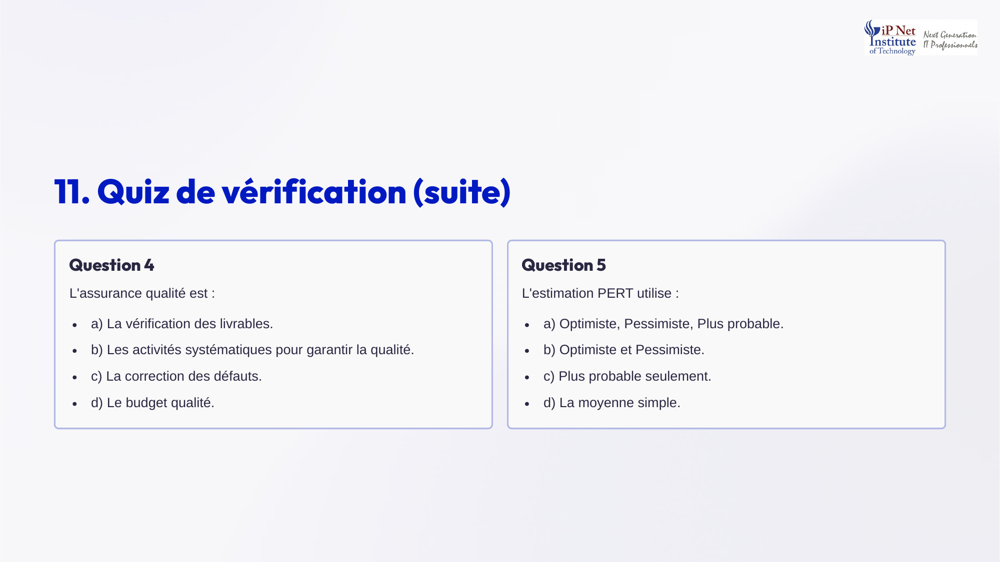 iP Net
Institute
of Technology
Next Generation
IT Professionnels
11. Quiz de vérification (suite)
Question 4
L'assurance qualité est :
• a) La vérification des livrables.
• b) Les activités systématiques pour garantir la qualité.
• c) La correction des défauts.
• d) Le budget qualité.
Question 5
L'estimation PERT utilise :
• a) Optimiste, Pessimiste, Plus probable.
• b) Optimiste et Pessimiste.
• c) Plus probable seulement.
• d) La moyenne simple.